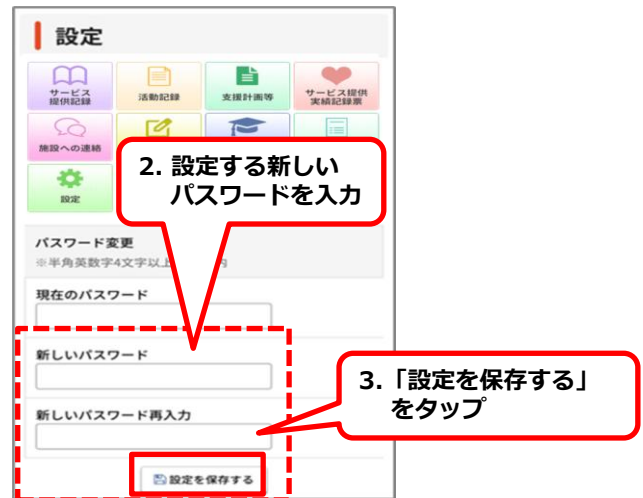 設定
サービス
提供記録
活動記録
支援計画等
サービス提供
実績記録票
施設への連絡
設定
2. 設定する新しい
パスワードを入力
パスワード変更
※半角英数字4文字以上
現在のパスワード
新しいパスワード
新しいパスワード再入力
3.「設定を保存する」
をタップ
設定を保存する